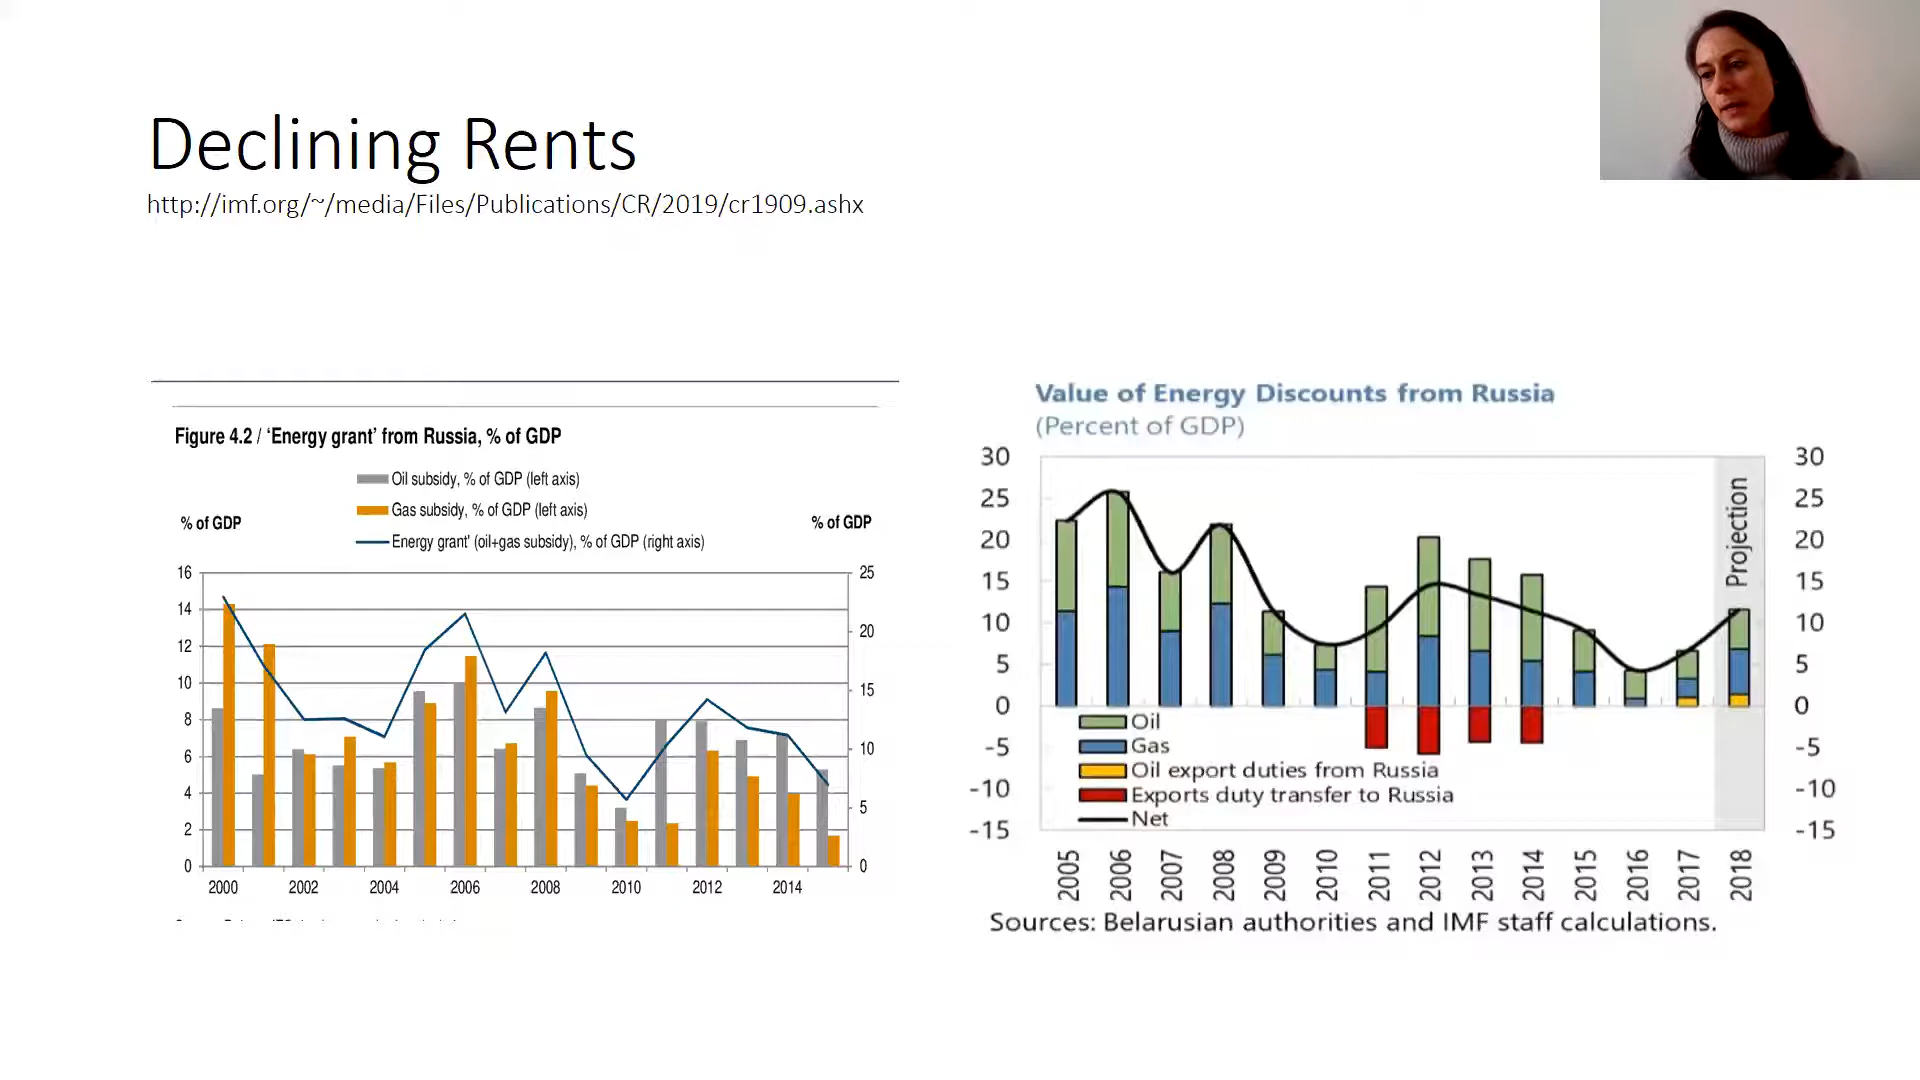 Declining Rents
http://imf.org/~/media/Files/Publications/CR/2019/cr1909.ashx
Figure 4.2 / ‘Energy grant’ from Russia, % of GDP
Oil subsidy, % of GDP (left axis)
Gas subsidy, % of GDP (left axis)
Energy grant' (oil+gas subsidy), % of GDP (right axis)
% of GDP
% of GDP
16
14
12
10
8
6
4
2
0
25
20
15
10
5
0
2000 2002 2004 2006 2008 2010 2012 2014
Value of Energy Discounts from Russia
(Percent of GDP)
30
25
20
15
10
5
0
-5
-10
-15
Projection
30
25
20
15
10
5
0
-5
-10
-15
Oil
Gas
Oil export duties from Russia
Exports duty transfer to Russia
Net
2005 2006 2007 2008 2009 2010 2011 2012 2013 2014 2015 2016 2017 2018
Sources: Belarusian authorities and IMF staff calculations.